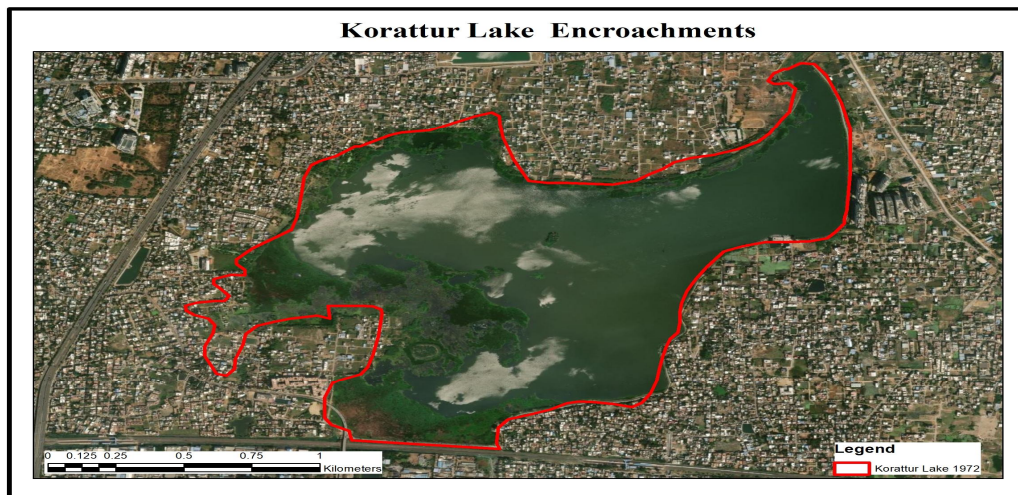 Korattur Lake Encroachments
0 0.125 0.25 0.5 0.75 1
Kilometers
Legend
Korattur Lake 1972